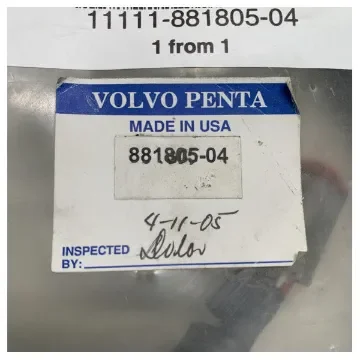 11111-881805-04
1 from 1
VOLVO PENTA
MADE IN USA
881805-04
4-11-05
INSPECTED
BY: